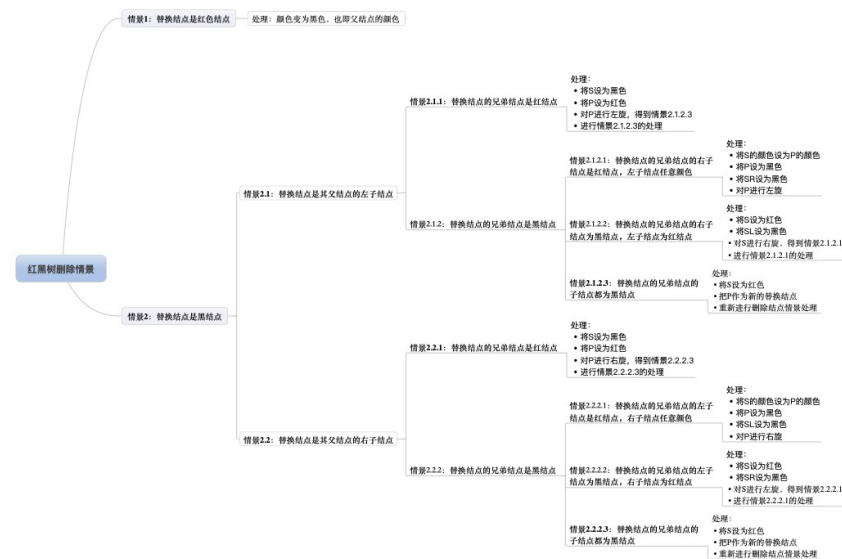 情景1：替换结点是红色结点
处理：颜色变为黑色，也即父结点的颜色
处理：
• 将S设为黑色
• 将P设为红色
• 对P进行左旋，得到情景2.1.2.3
• 进行情景2.1.2.3的处理
情景2.1.1：替换结点的兄弟结点是红结点
处理：
• 将S的颜色设为P的颜色
• 将P设为黑色
• 将SR设为黑色
• 对P进行左旋
情景2.1.2.1：替换结点的兄弟结点的右子
结点是红结点，左子结点任意颜色
情景2.1：替换结点是其父结点的左子结点
情景2.1.2：替换结点的兄弟结点是黑结点
情景2.1.2.2：替换结点的兄弟结点的右子
结点为黑结点，左子结点为红结点
处理：
• 将S设为红色
• 将SL设为黑色
• 对S进行右旋，得到情景2.1.2.1
• 进行情景2.1.2.1的处理
红黑树删除情景
情景2.1.2.3：替换结点的兄弟结点的
子结点都为黑结点
处理：
• 将S设为红色
• 把P作为新的替换结点
• 重新进行删除结点情景处理
情景2：替换结点是黑结点
处理：
• 将S设为黑色
• 将P设为红色
• 对P进行右旋，得到情景2.2.2.3
• 进行情景2.2.2.3的处理
情景2.2.1：替换结点的兄弟结点是红结点
处理：
• 将S的颜色设为P的颜色
• 将P设为黑色
• 将SL设为黑色
• 对P进行右旋
情景2.2.2.1：替换结点的兄弟结点的左子
结点是红结点，右子结点任意颜色
情景2.2：替换结点是其父结点的右子结点
情景2.2.2：替换结点的兄弟结点是黑结点
情景2.2.2.2：替换结点的兄弟结点的左子
结点为黑结点，右子结点为红结点
处理：
• 将S设为红色
• 将SR设为黑色
• 对S进行左旋，得到情景2.2.2.1
• 进行情景2.2.2.1的处理
情景2.2.2.3：替换结点的兄弟结点的
子结点都为黑结点
处理：
• 将S设为红色
• 把P作为新的替换结点
• 重新进行删除结点情景处理